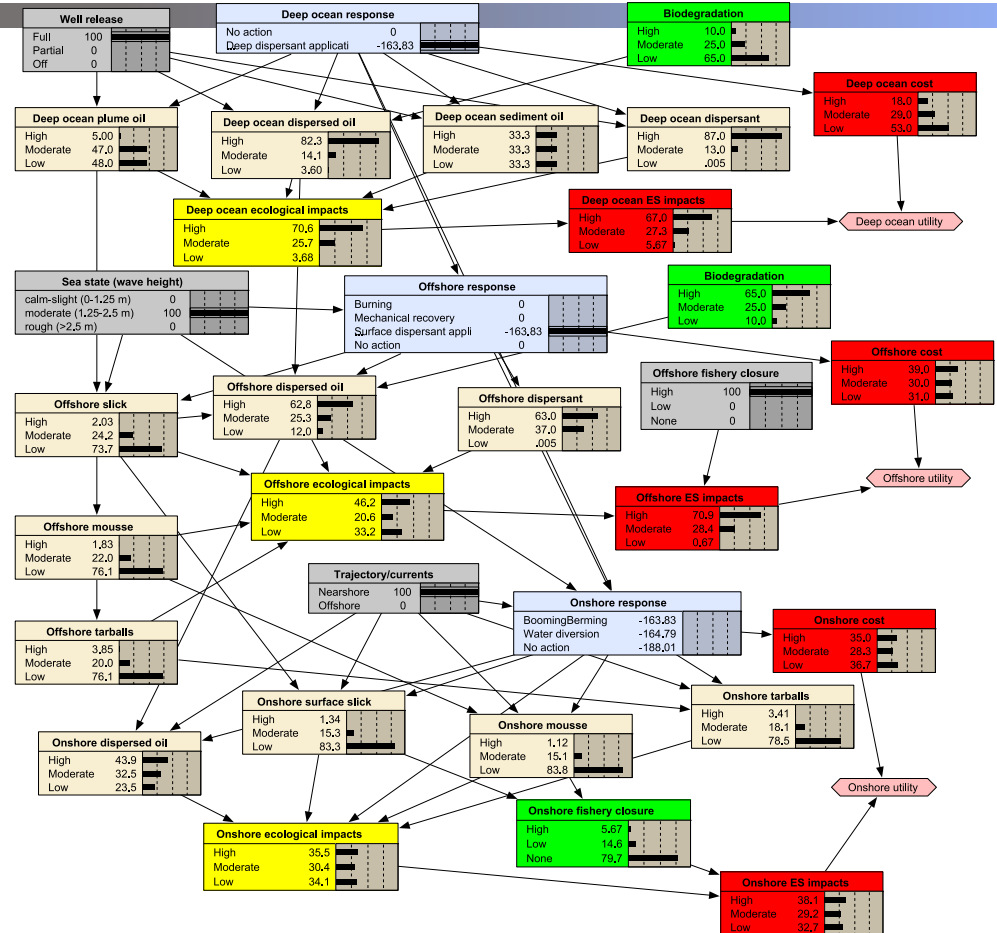 Well release
Full 100
Partial 0
Off 0
Deep ocean response
No action 0
Deep dispersant applicati... -163.83
Biodegradation
High 10.0
Moderate 25.0
Low 65.0
Deep ocean cost
High 18.0
Moderate 29.0
Low 53.0
Deep ocean plume oil
High 5.00
Moderate 47.0
Low 48.0
Deep ocean dispersed oil
High 82.3
Moderate 14.1
Low 3.60
Deep ocean sediment oil
High 33.3
Moderate 33.3
Low 33.3
Deep ocean dispersant
High 87.0
Moderate 13.0
Low .005
Deep ocean ecological impacts
High 70.6
Moderate 25.7
Low 3.68
Deep ocean ES impacts
High 67.0
Moderate 27.3
Low 5.67
Deep ocean utility
Sea state (wave height)
calm-slight (0-1.25 m) 0
moderate (1.25-2.5 m) 100
rough (>2.5 m) 0
Offshore response
Burning 0
Mechanical recovery 0
Surface dispersant appli... -163.83
No action 0
Biodegradation
High 65.0
Moderate 25.0
Low 10.0
Offshore cost
High 39.0
Moderate 30.0
Low 31.0
Offshore slick
High 2.03
Moderate 24.2
Low 73.7
Offshore dispersed oil
High 62.8
Moderate 25.3
Low 12.0
Offshore dispersant
High 63.0
Moderate 37.0
Low .005
Offshore fishery closure
High 100
Low 0
None 0
Offshore utility
Offshore ecological impacts
High 46.2
Moderate 20.6
Low 33.2
Offshore ES impacts
High 70.9
Moderate 28.4
Low 0.67
Offshore mousse
High 1.83
Moderate 22.0
Low 76.1
Trajectory/currents
Nearshore 100
Offshore 0
Onshore response
BoomingBerming -163.83
Water diversion -164.79
No action -188.01
Onshore cost
High 35.0
Moderate 28.3
Low 36.7
Offshore tarballs
High 3.85
Moderate 20.0
Low 76.1
Onshore surface slick
High 1.34
Moderate 15.3
Low 83.3
Onshore tarballs
High 3.41
Moderate 18.1
Low 78.5
Onshore dispersed oil
High 43.9
Moderate 32.5
Low 23.5
Onshore mousse
High 1.12
Moderate 15.1
Low 83.8
Onshore utility
Onshore ecological impacts
High 35.5
Moderate 30.4
Low 34.1
Onshore fishery closure
High 5.67
Low 14.6
None 79.7
Onshore ES impacts
High 38.1
Moderate 29.2
Low 32.7